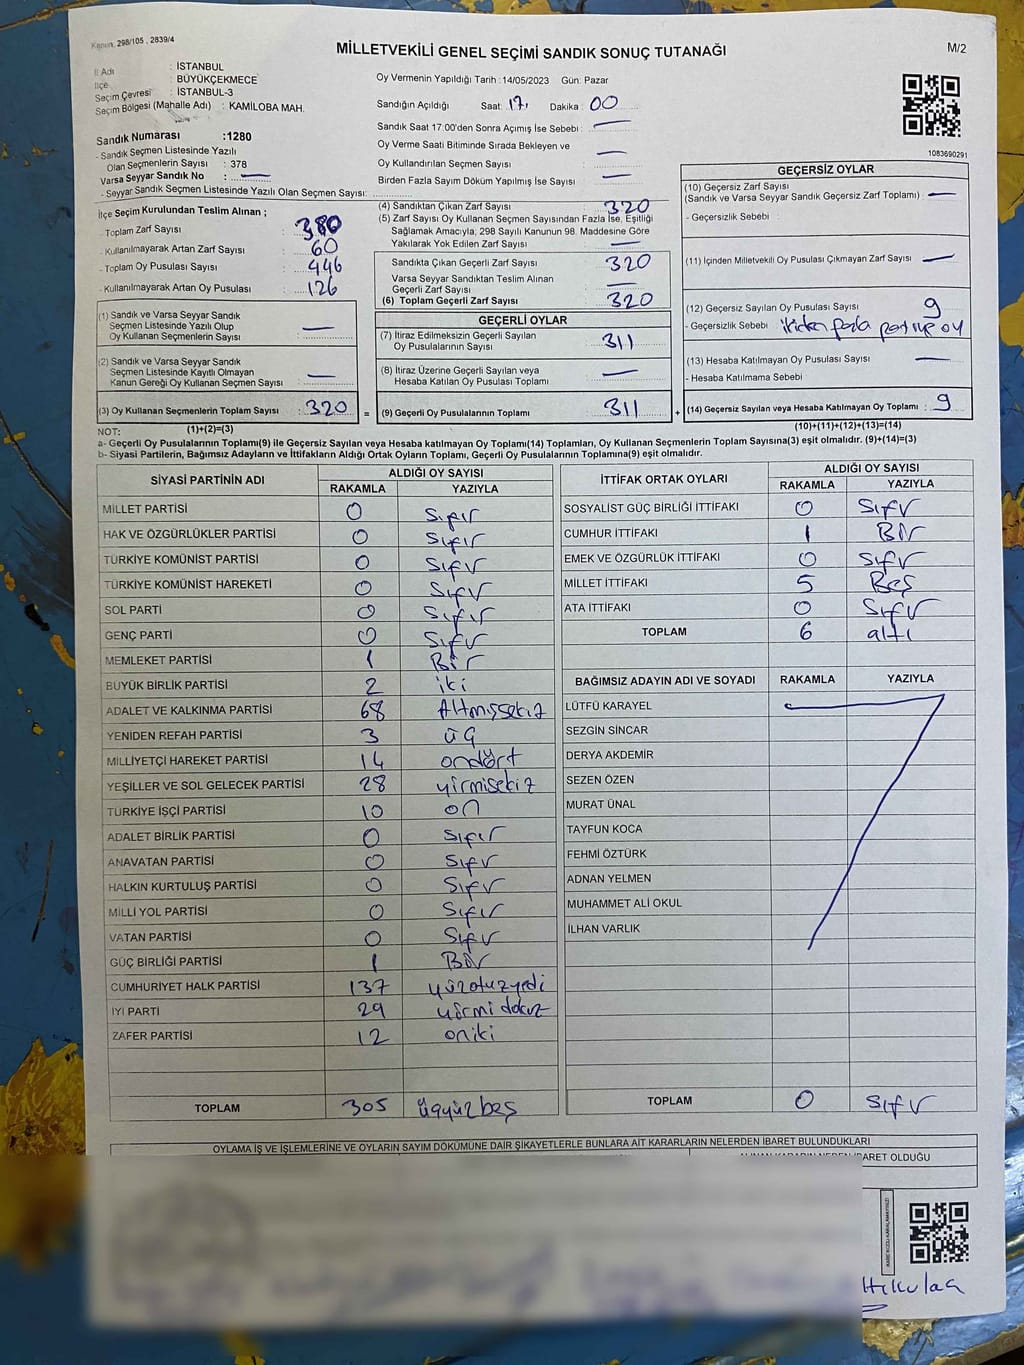 Kanun, 298/105 , 2839/4
MİLLETVEKİLİ GENEL SEÇİMİ SANDIK SONUÇ TUTANAĞI
M/2
İl Adı : İSTANBUL
İlçe : BÜYÜKÇEKMECE
Seçim Çevresi : İSTANBUL-3
Seçim Bölgesi (Mahalle Adı) : KAMİLOBA MAH.
Oy Vermenin Yapıldığı Tarih :14/05/2023 Gün: Pazar
Sandığın Açıldığı Saat: 17, Dakika : 00
Sandık Saat 17:00'den Sonra Açımış İse Sebebi : —
Oy Verme Saati Bitiminde Sırada Bekleyen ve
Oy Kullandırılan Seçmen Sayısı : —
Birden Fazla Sayım Döküm Yapılmış İse Sayısı : —
1083690291
Sandık Numarası :1280
- Sandık Seçmen Listesinde Yazılı
Olan Seçmenlerin Sayısı : 378
Varsa Seyyar Sandık No : —
- Seyyar Sandık Seçmen Listesinde Yazılı Olan Seçmen Sayısı:
İlçe Seçim Kurulundan Teslim Alınan ;
- Toplam Zarf Sayısı : 380
- Kullanılmayarak Artan Zarf Sayısı : 60
- Toplam Oy Pusulası Sayısı : 446
- Kullanılmayarak Artan Oy Pusulası : 126
(1) Sandık ve Varsa Seyyar Sandık
Seçmen Listesinde Yazılı Olup
Oy Kullanan Seçmenlerin Sayısı : —
(2) Sandık ve Varsa Seyyar Sandık
Seçmen Listesinde Kayıtlı Olmayan
Kanun Gereği Oy Kullanan Seçmen Sayısı : —
(3) Oy Kullanan Seçmenlerin Toplam Sayısı : 320 =
(1)+(2)=(3)
(4) Sandıktan Çıkan Zarf Sayısı : 320
(5) Zarf Sayısı Oy Kullanan Seçmen Sayısından Fazla İse, Eşitliği
Sağlamak Amacıyla, 298 Sayılı Kanunun 98. Maddesine Göre
Yakılarak Yok Edilen Zarf Sayısı : —
Sandıkta Çıkan Geçerli Zarf Sayısı : 320
Varsa Seyyar Sandıktan Teslim Alınan
Geçerli Zarf Sayısı : —
(6) Toplam Geçerli Zarf Sayısı : 320
GEÇERLİ OYLAR
(7) İtiraz Edilmeksizin Geçerli Sayılan
Oy Pusulalarının Sayısı : 311
(8) İtiraz Üzerine Geçerli Sayılan veya
Hesaba Katılan Oy Pusulası Toplamı : —
(9) Geçerli Oy Pusulalarının Toplamı : 311 +
GEÇERSİZ OYLAR
(10) Geçersiz Zarf Sayısı
(Sandık ve Varsa Seyyar Sandık Geçersiz Zarf Toplamı) : —
- Geçersizlik Sebebi :
(11) İçinden Milletvekili Oy Pusulası Çıkmayan Zarf Sayısı : —
(12) Geçersiz Sayılan Oy Pusulası Sayısı : 9
- Geçersizlik Sebebi : ikiden fazla partiye oy
(13) Hesaba Katılmayan Oy Pusulası Sayısı : —
- Hesaba Katılmama Sebebi :
(14) Geçersiz Sayılan veya Hesaba Katılmayan Oy Toplamı : 9
(10)+(11)+(12)+(13)=(14)
NOT:
a- Geçerli Oy Pusulalarının Toplamı(9) ile Geçersiz Sayılan veya Hesaba katılmayan Oy Toplamı(14) Toplamları, Oy Kullanan Seçmenlerin Toplam Sayısına(3) eşit olmalıdır. (9)+(14)=(3)
b- Siyasi Partilerin, Bağımsız Adayların ve İttifakların Aldığı Ortak Oyların Toplamı, Geçerli Oy Pusulalarının Toplamına(9) eşit olmalıdır.
SİYASİ PARTİNİN ADI
ALDIĞI OY SAYISI
RAKAMLA YAZIYLA
MİLLET PARTİSİ 0 Sıfır
HAK VE ÖZGÜRLÜKLER PARTİSİ 0 Sıfır
TÜRKİYE KOMÜNİST PARTİSİ 0 Sıfır
TÜRKİYE KOMÜNİST HAREKETİ 0 Sıfır
SOL PARTİ 0 Sıfır
GENÇ PARTİ 0 Sıfır
MEMLEKET PARTİSİ 1 Bir
BÜYÜK BİRLİK PARTİSİ 2 iki
ADALET VE KALKINMA PARTİSİ 68 Altmışsekiz
YENİDEN REFAH PARTİSİ 3 üç
MİLLİYETÇİ HAREKET PARTİSİ 14 ondört
YEŞİLLER VE SOL GELECEK PARTİSİ 28 yirmisekiz
TÜRKİYE İŞÇİ PARTİSİ 10 on
ADALET BİRLİK PARTİSİ 0 sıfır
ANAVATAN PARTİSİ 0 Sıfır
HALKIN KURTULUŞ PARTİSİ 0 Sıfır
MİLLİ YOL PARTİSİ 0 Sıfır
VATAN PARTİSİ 0 Sıfır
GÜÇ BİRLİĞİ PARTİSİ 1 Bir
CUMHURİYET HALK PARTİSİ 137 yüzotuzyedi
İYİ PARTİ 29 yirmi dokuz
ZAFER PARTİSİ 12 oniki
TOPLAM 305 üçyüzbeş
İTTİFAK ORTAK OYLARI
ALDIĞI OY SAYISI
RAKAMLA YAZIYLA
SOSYALİST GÜÇ BİRLİĞİ İTTİFAKI 0 Sıfır
CUMHUR İTTİFAKI 1 Bir
EMEK VE ÖZGÜRLÜK İTTİFAKI 0 Sıfır
MİLLET İTTİFAKI 5 Beş
ATA İTTİFAKI 0 Sıfır
TOPLAM 6 altı
BAĞIMSIZ ADAYIN ADI VE SOYADI RAKAMLA YAZIYLA
LÜTFÜ KARAYEL
SEZGİN SİNCAR
DERYA AKDEMİR
SEZEN ÖZEN
MURAT ÜNAL
TAYFUN KOCA
FEHMİ ÖZTÜRK
ADNAN YELMEN
MUHAMMET ALİ OKUL
İLHAN VARLIK
TOPLAM 0 Sıfır
OYLAMA İŞ VE İŞLEMLERİNE VE OYLARIN SAYIM DÖKÜMÜNE DAİR ŞİKAYETLERLE BUNLARA AİT KARARLARIN NELERDEN İBARET BULUNDUKLARI